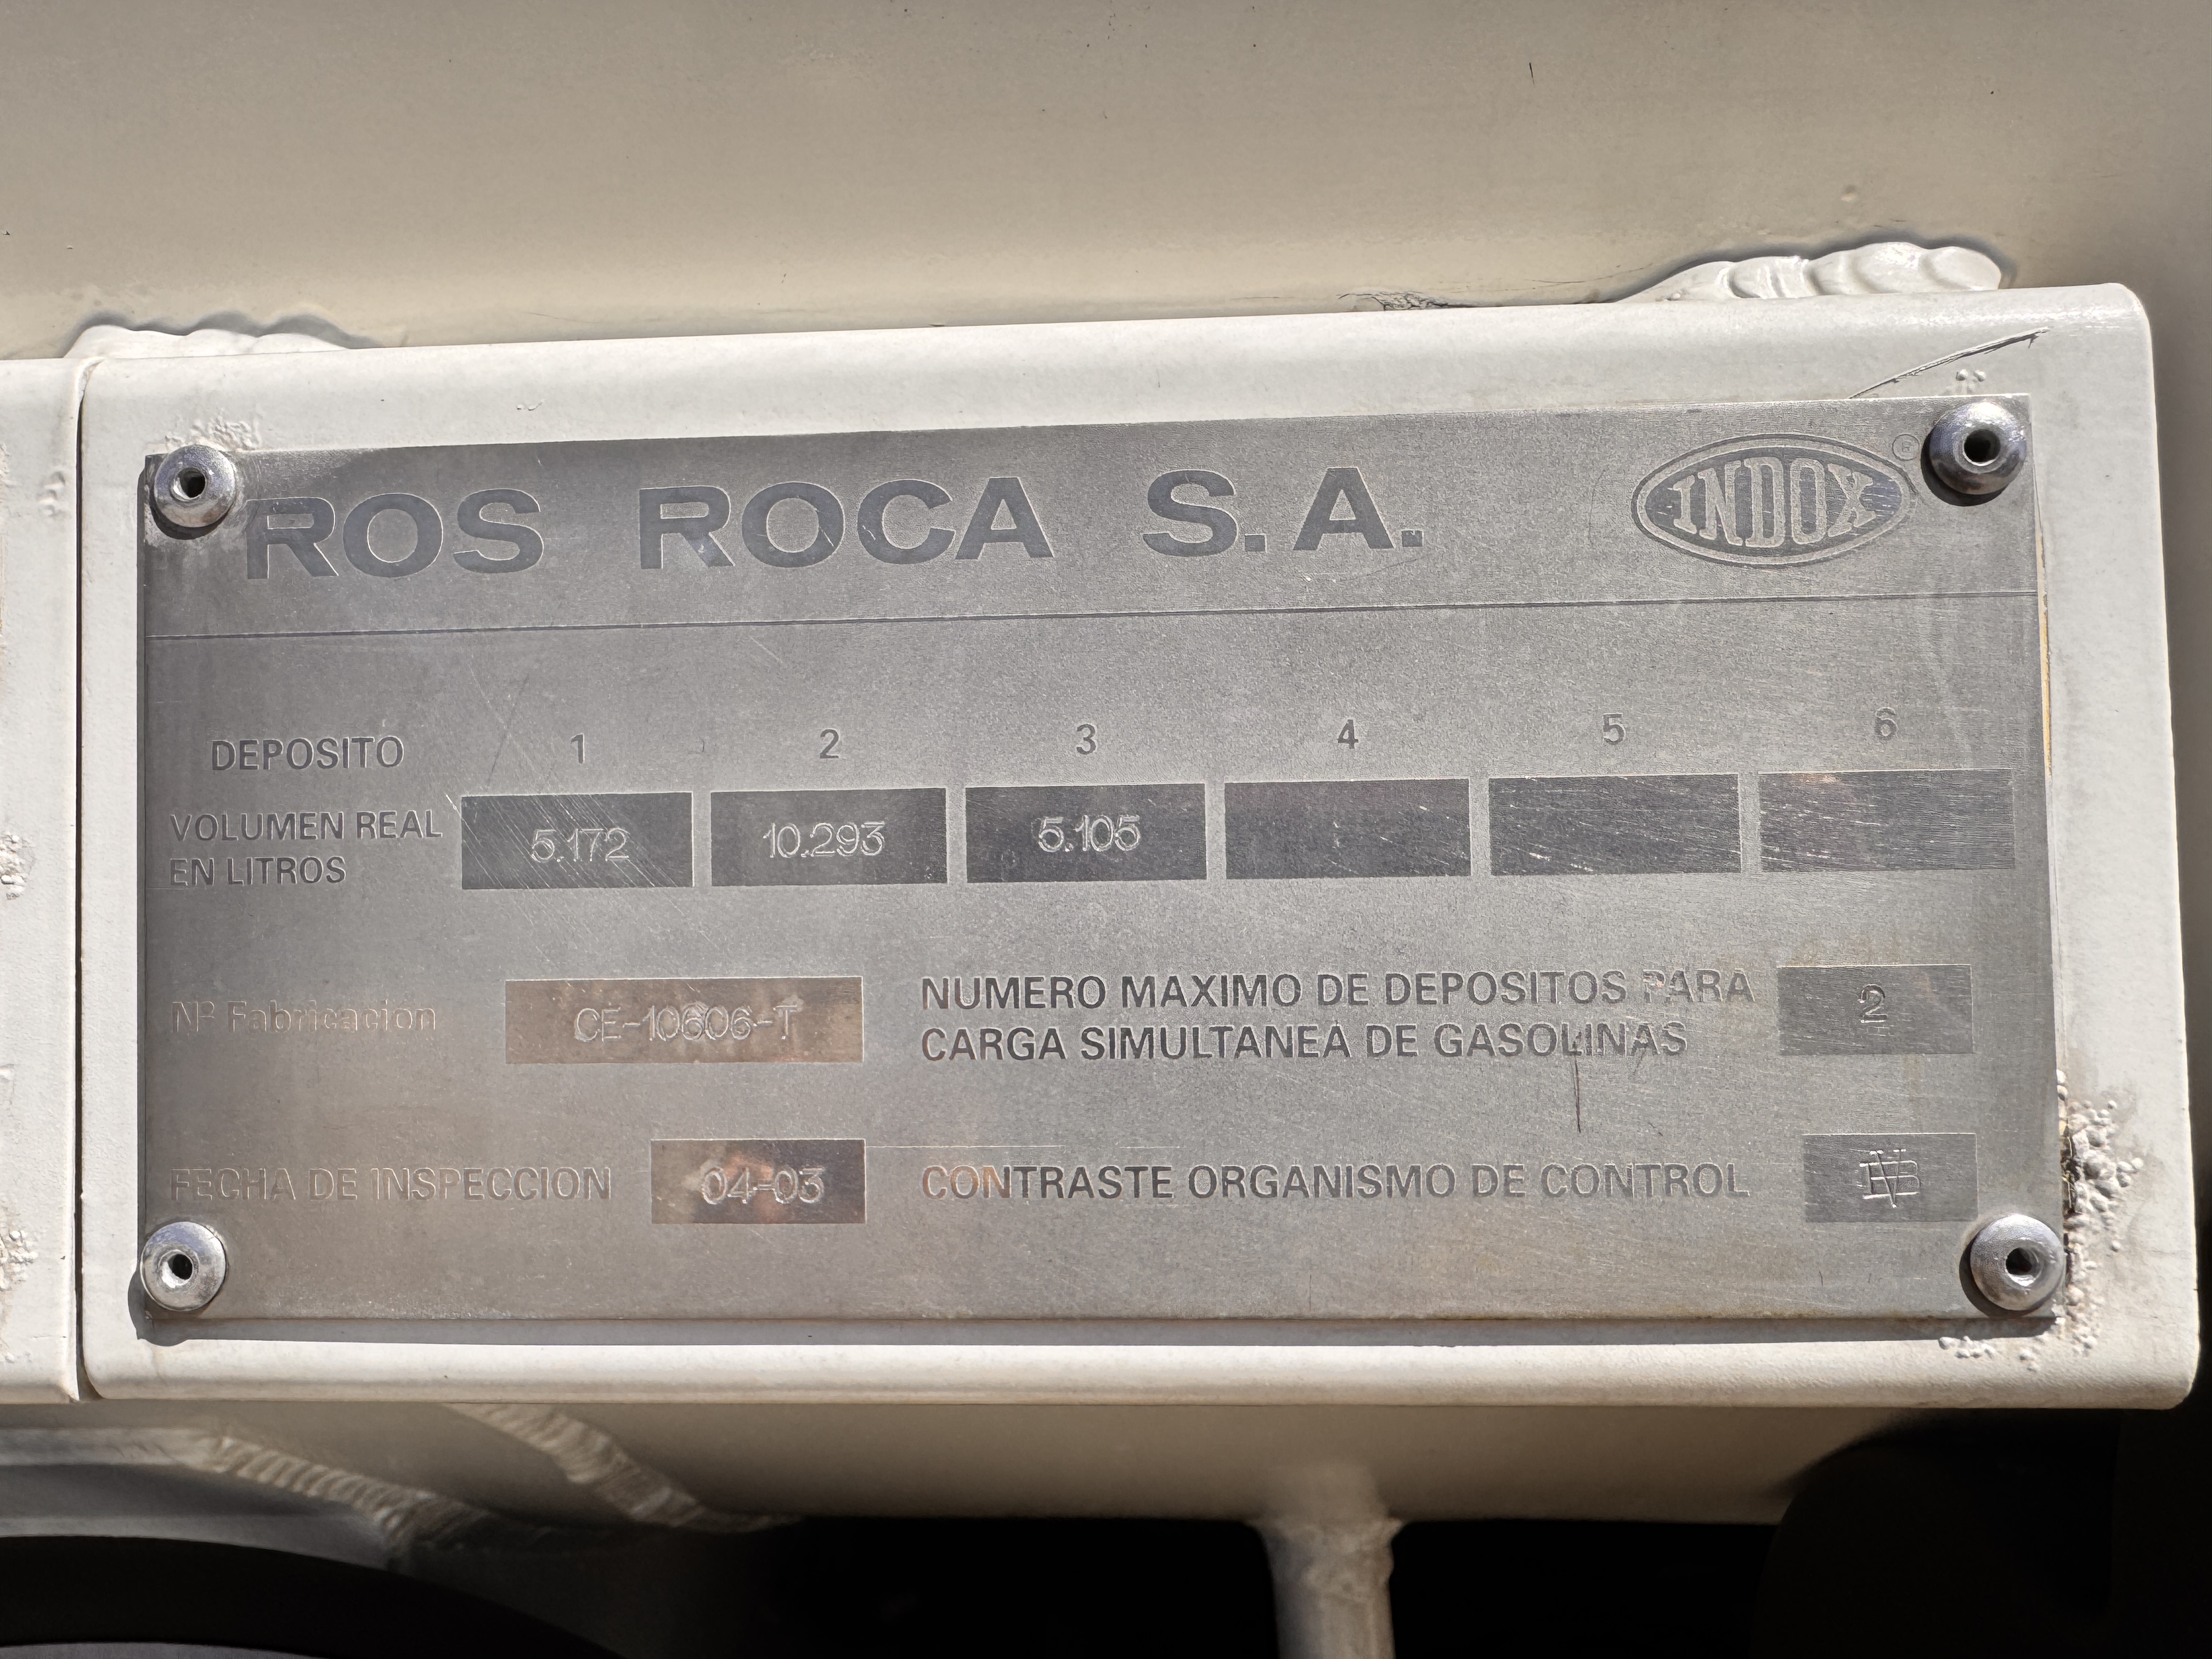 ROS ROCA S.A. INDOX ®
DEPOSITO 1 2 3 4 5 6
VOLUMEN REAL
EN LITROS 5.172 10.293 5.105
Nº Fabricacion CE-10606-T
NUMERO MAXIMO DE DEPOSITOS PARA
CARGA SIMULTANEA DE GASOLINAS 2
FECHA DE INSPECCION 04-03
CONTRASTE ORGANISMO DE CONTROL